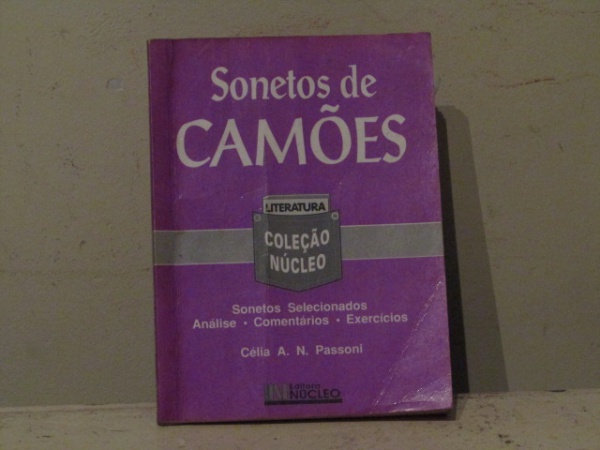 Sonetos de
CAMÕES
LITERATURA
COLEÇÃO
NÚCLEO
Sonetos Selecionados
Análise • Comentários • Exercícios
Célia A. N. Passoni
Editora
NÚCLEO